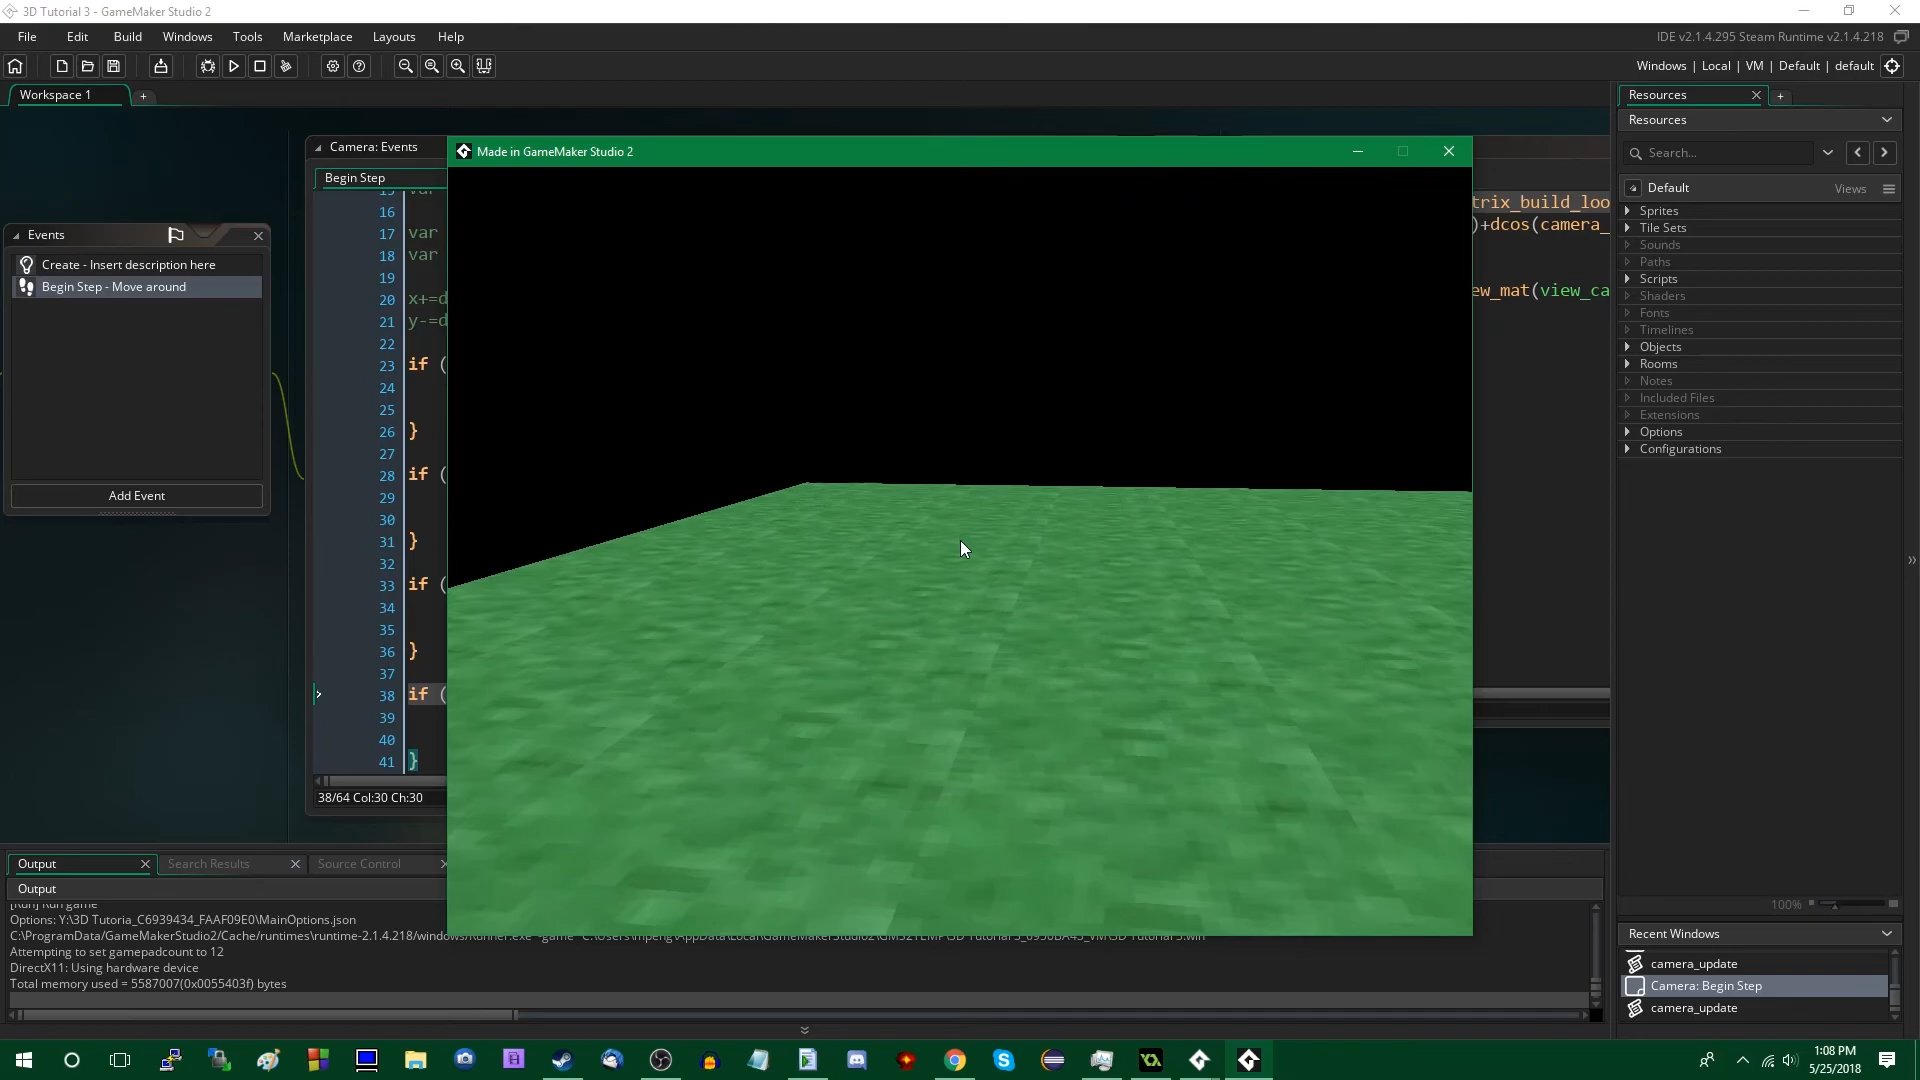 3D Tutorial 3 - GameMaker Studio 2
File Edit Build Windows Tools Marketplace Layouts Help
IDE v2.1.4.295 Steam Runtime v2.1.4.218
Windows | Local | VM | Default | default
Workspace 1
Resources
Resources
Search...
Default
Views
Sprites
Tile Sets
Sounds
Paths
Scripts
Shaders
Fonts
Timelines
Objects
Rooms
Notes
Included Files
Extensions
Options
Configurations
100%
Recent Windows
camera_update
Camera: Begin Step
camera_update
Events
Create - Insert description here
Begin Step - Move around
Add Event
Camera: Events
Begin Step
Made in GameMaker Studio 2
16
17 var
18 var
19
20 x+=d
21 y-=d
22
23 if (
24
25
26 }
27
28 if (
29
30
31 }
32
33 if (
34
35
36 }
37
38 if (
39
40
41 }
trix_build_loo
)+dcos(camera_
ew_mat(view_ca
38/64 Col:30 Ch:30
Output Search Results Source Control
Output
[Run] Run game
Options: Y:\3D Tutoria_C6939434_FAAF09E0\MainOptions.json
Attempting to set gamepadcount to 12
DirectX11: Using hardware device
Total memory used = 5587007(0x0055403f) bytes
1:08 PM
5/25/2018